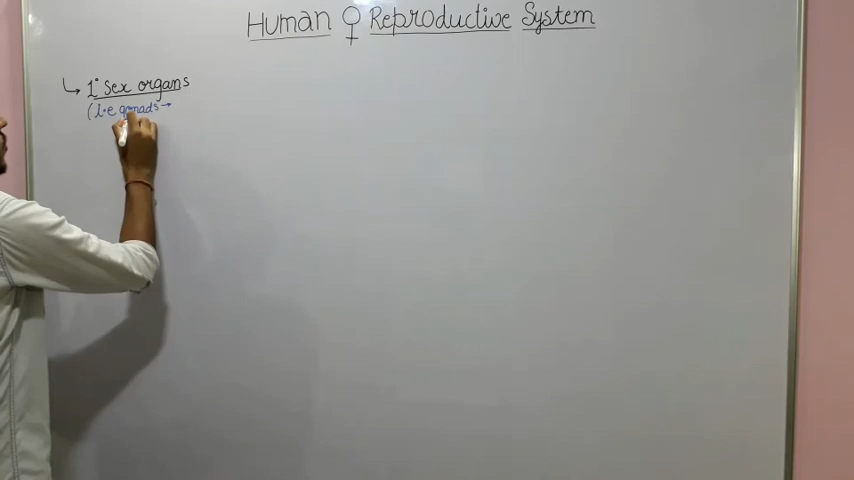 Human ♀ Reproductive System
↳ 1° Sex organs
(i.e gonads →